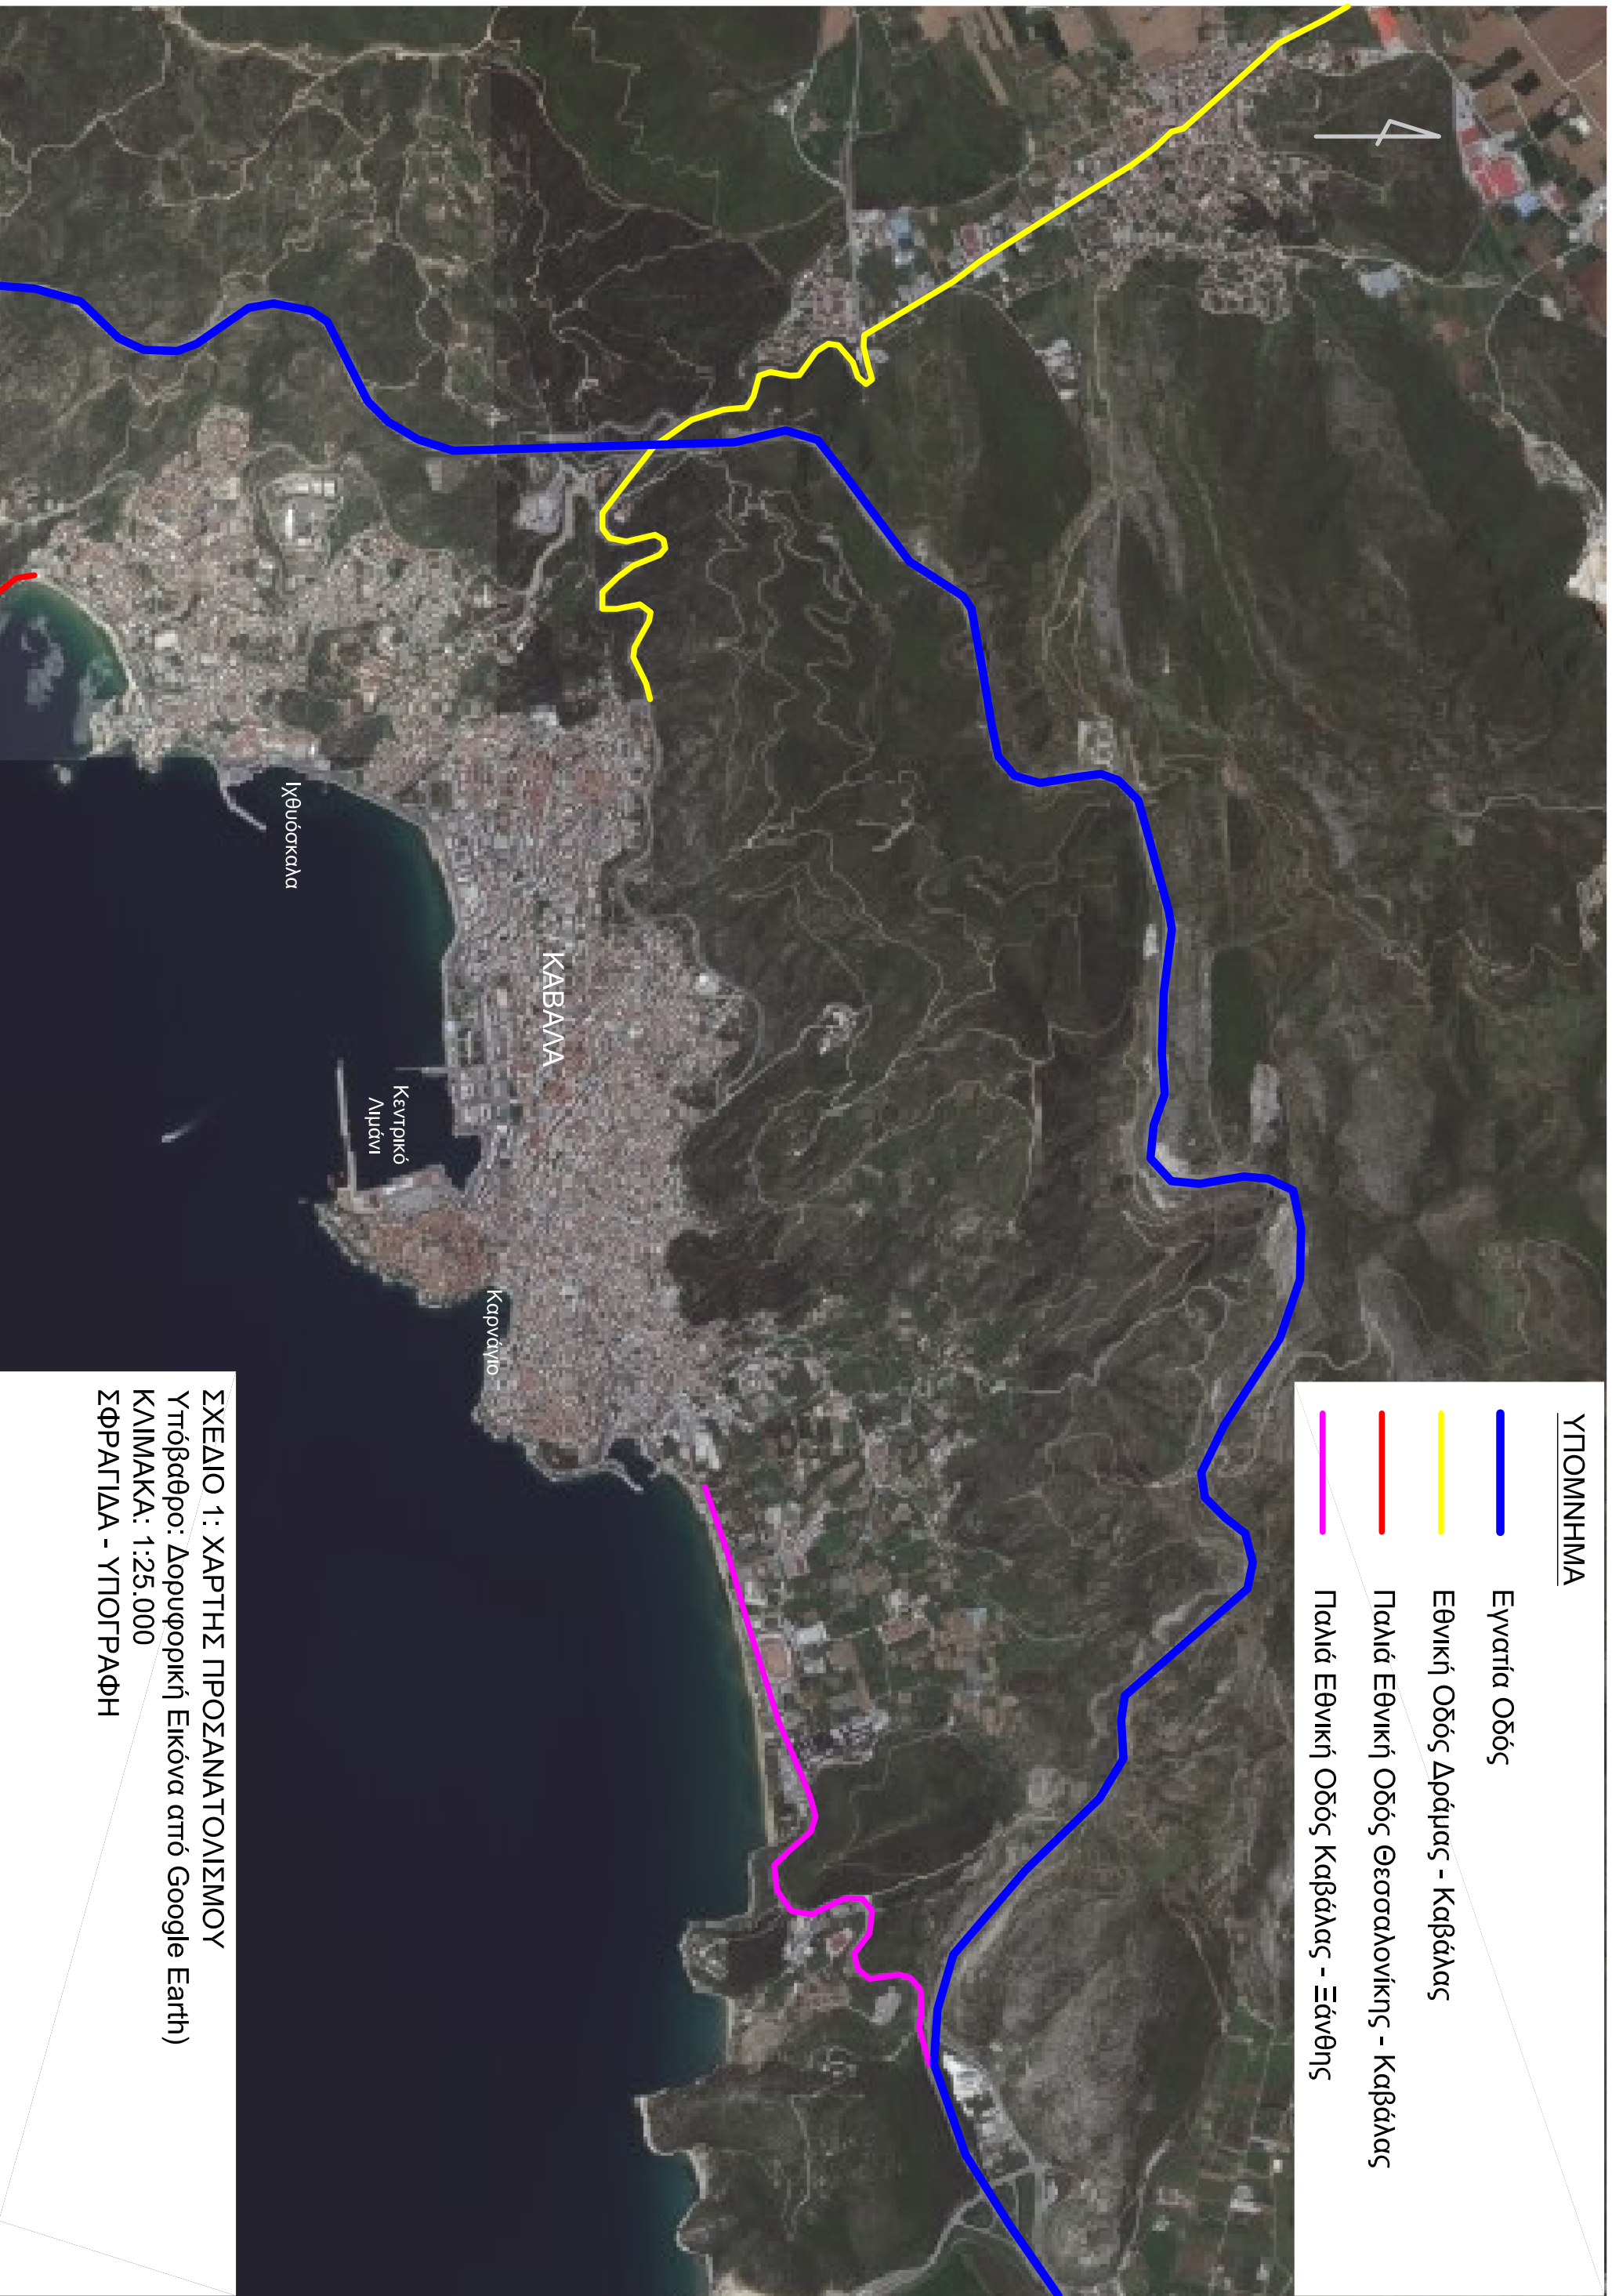 ΥΠΟΜΝΗΜΑ
Εγνατία Οδός
Εθνική Οδός Δράμας - Καβάλας
Παλιά Εθνική Οδός Θεσσαλονίκης - Καβάλας
Παλιά Εθνική Οδός Καβάλας - Ξάνθης
ΚΑΒΑΛΑ
Κεντρικό
Λιμάνι
Καρνάγιο
Ιχθυόσκαλα
ΣΧΕΔΙΟ 1: ΧΑΡΤΗΣ ΠΡΟΣΑΝΑΤΟΛΙΣΜΟΥ
Υπόβαθρο: Δορυφορική Εικόνα από Google Earth)
ΚΛΙΜΑΚΑ: 1:25.000
ΣΦΡΑΓΙΔΑ - ΥΠΟΓΡΑΦΗ